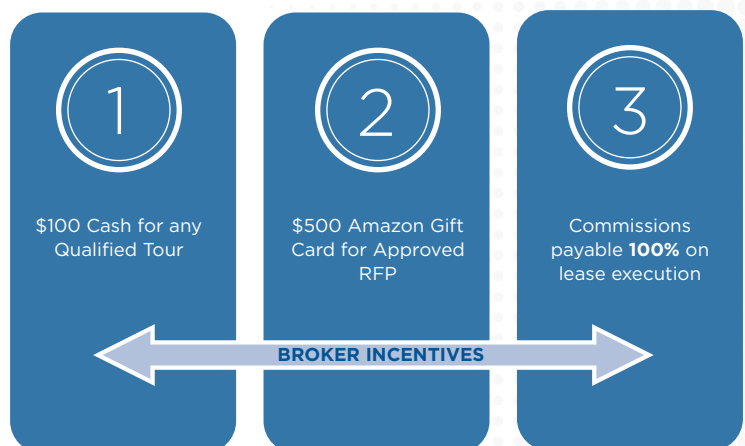 1
$100 Cash for any
Qualified Tour
2
$500 Amazon Gift
Card for Approved
RFP
3
Commissions
payable 100% on
lease execution
BROKER INCENTIVES